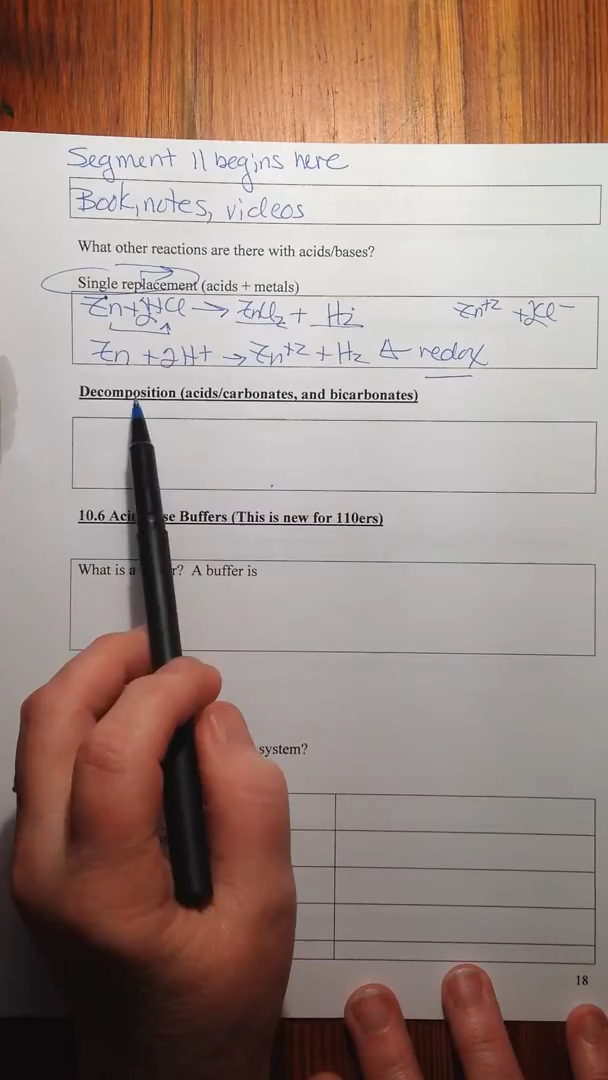 Segment 11 begins here
Book, notes, videos
What other reactions are there with acids/bases?
Single replacement (acids + metals)
Zn + 2HCl → ZnCl₂ + H₂ Zn⁺² + 2Cl⁻
Zn + 2H+ → Zn⁺² + H₂ ← redox
Decomposition (acids/carbonates, and bicarbonates)
10.6 Aci se Buffers (This is new for 110ers)
What is a r? A buffer is
system?
18